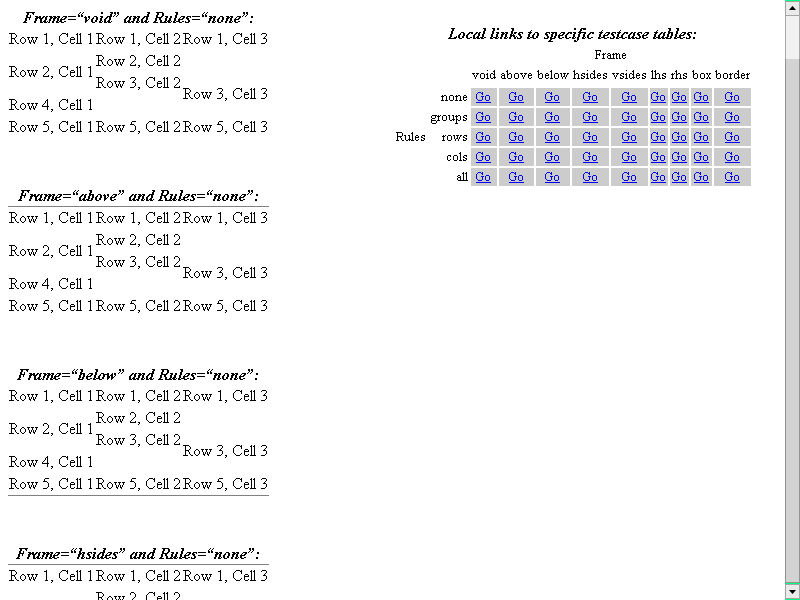 Frame=“void” and Rules=“none”:
Row 1, Cell 1 Row 1, Cell 2 Row 1, Cell 3
Row 2, Cell 2
Row 2, Cell 1
Row 3, Cell 2
Row 3, Cell 3
Row 4, Cell 1
Row 5, Cell 1 Row 5, Cell 2 Row 5, Cell 3
Frame=“above” and Rules=“none”:
Row 1, Cell 1 Row 1, Cell 2 Row 1, Cell 3
Row 2, Cell 2
Row 2, Cell 1
Row 3, Cell 2
Row 3, Cell 3
Row 4, Cell 1
Row 5, Cell 1 Row 5, Cell 2 Row 5, Cell 3
Frame=“below” and Rules=“none”:
Row 1, Cell 1 Row 1, Cell 2 Row 1, Cell 3
Row 2, Cell 2
Row 2, Cell 1
Row 3, Cell 2
Row 3, Cell 3
Row 4, Cell 1
Row 5, Cell 1 Row 5, Cell 2 Row 5, Cell 3
Frame=“hsides” and Rules=“none”:
Row 1, Cell 1 Row 1, Cell 2 Row 1, Cell 3
Row 2, Cell 2
Local links to specific testcase tables:
Frame
void above below hsides vsides lhs rhs box border
none Go Go Go Go Go Go Go Go Go
groups Go Go Go Go Go Go Go Go Go
Rules rows Go Go Go Go Go Go Go Go Go
cols Go Go Go Go Go Go Go Go Go
all Go Go Go Go Go Go Go Go Go